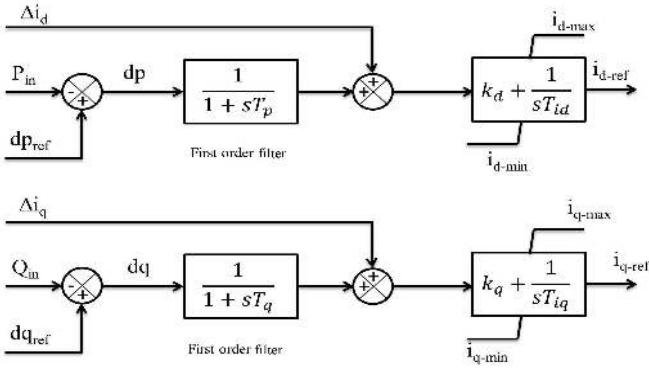 Δi_d
i_d-max
P_in
dp
1
1 + sT_p
k_d + 1
sT_id
i_d-ref
dp_ref
First order filter
i_d-min
Δi_q
i_q-max
Q_in
dq
1
1 + sT_q
k_q + 1
sT_iq
i_q-ref
dq_ref
First order filter
i_q-min